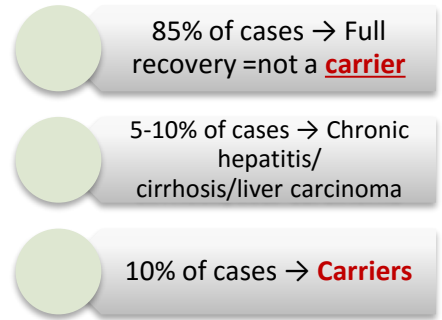 85% of cases → Full
recovery =not a carrier
5-10% of cases → Chronic
hepatitis/
cirrhosis/liver carcinoma
10% of cases → Carriers